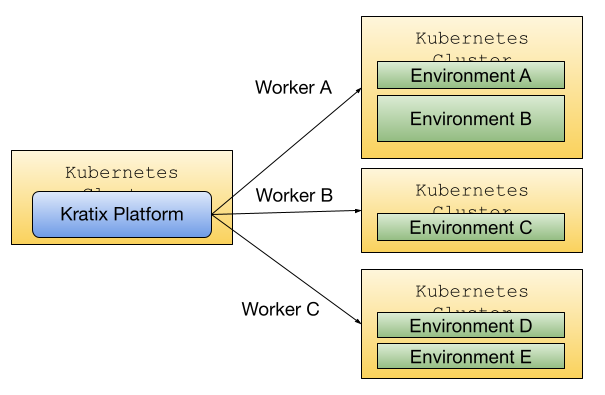 Kubernetes
Cluster
Environment A
Worker A
Environment B
Kubernetes
Cluster
Kratix Platform
Worker B
Kubernetes
Cluster
Environment C
Worker C
Kubernetes
Cluster
Environment D
Environment E